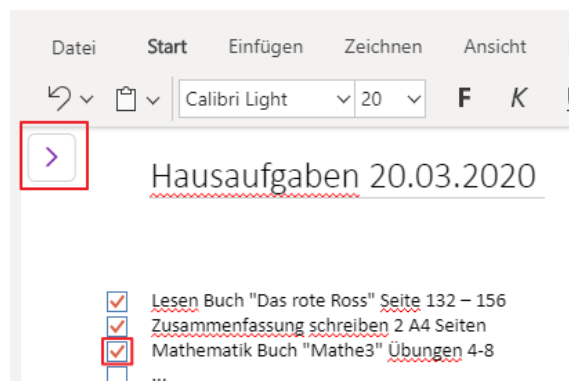 Datei Start Einfügen Zeichnen Ansicht
Calibri Light 20 F K
Hausaufgaben 20.03.2020
Lesen Buch "Das rote Ross" Seite 132 – 156
Zusammenfassung schreiben 2 A4 Seiten
Mathematik Buch "Mathe3" Übungen 4-8
...